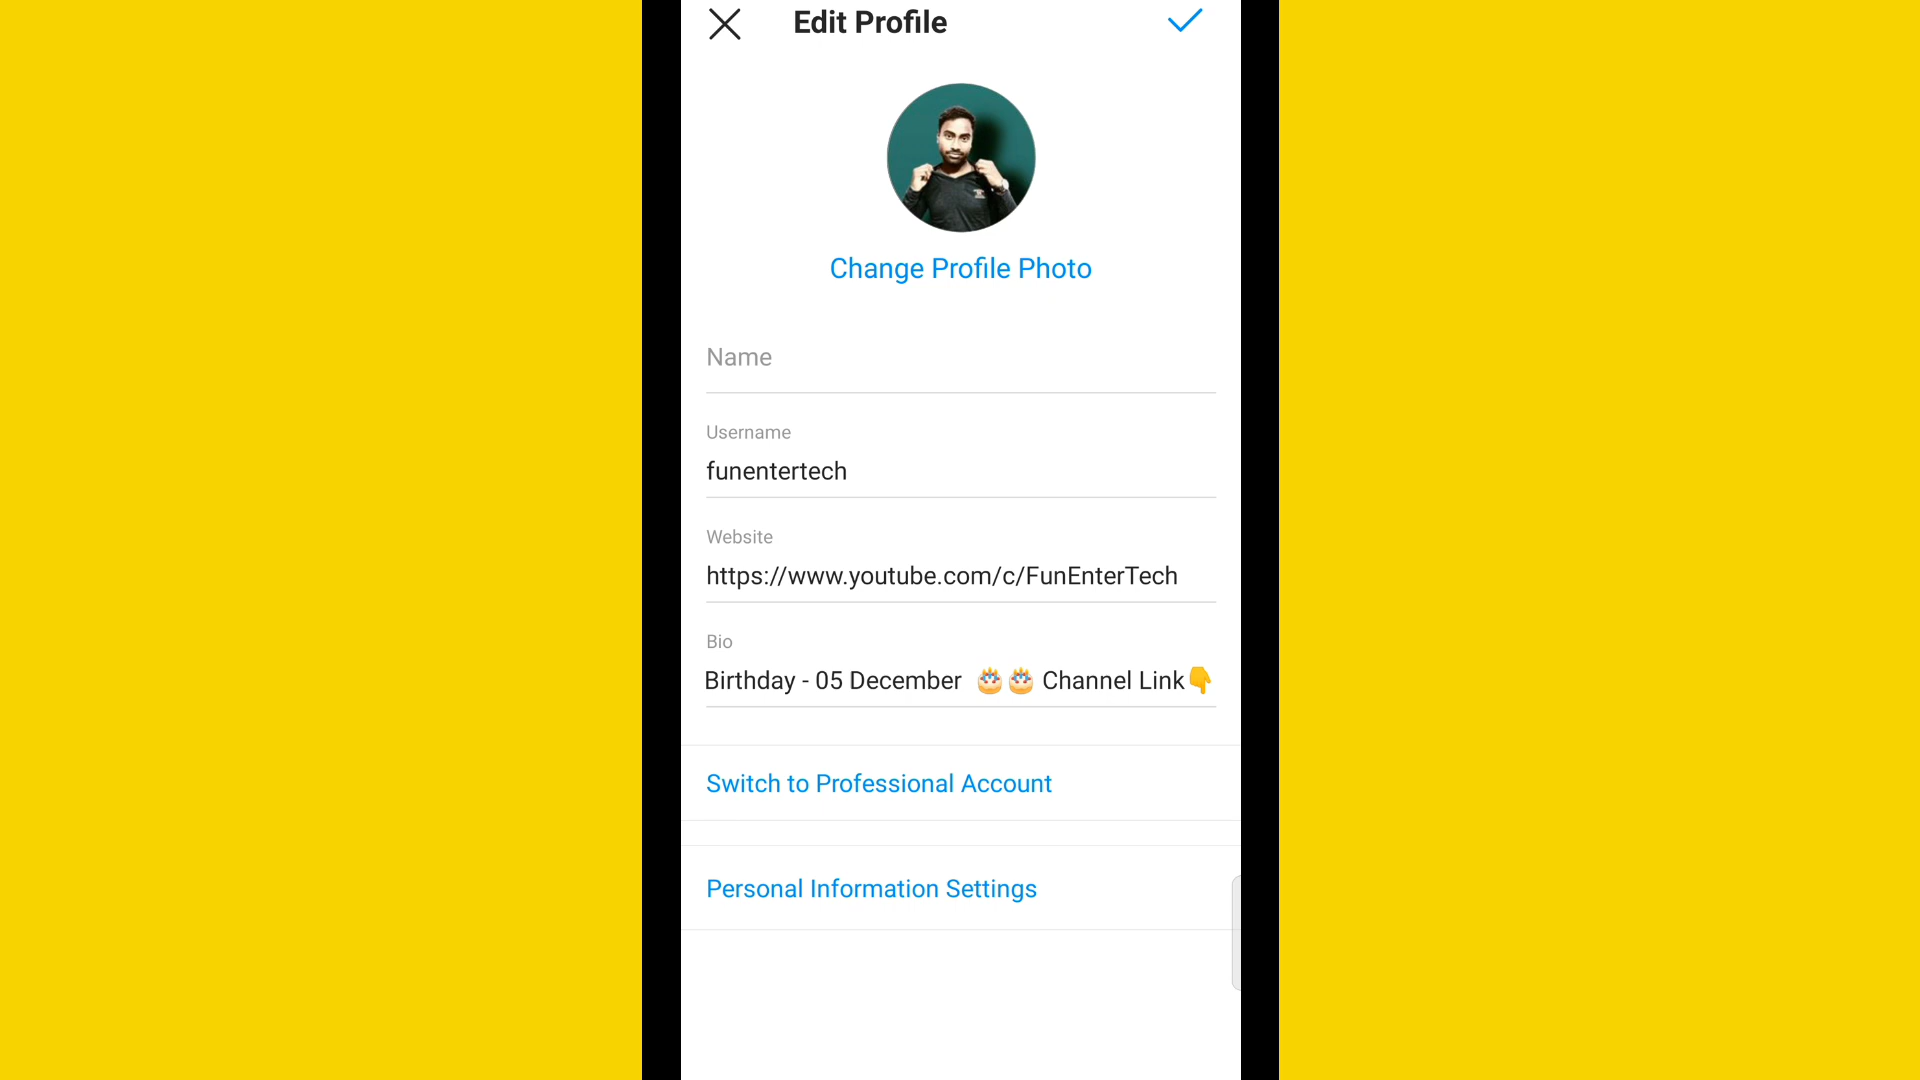 Edit Profile
Change Profile Photo
Name
Username
funentertech
Website
https://www.youtube.com/c/FunEnterTech
Bio
Birthday - 05 December 🎂🎂 Channel Link👇
Switch to Professional Account
Personal Information Settings